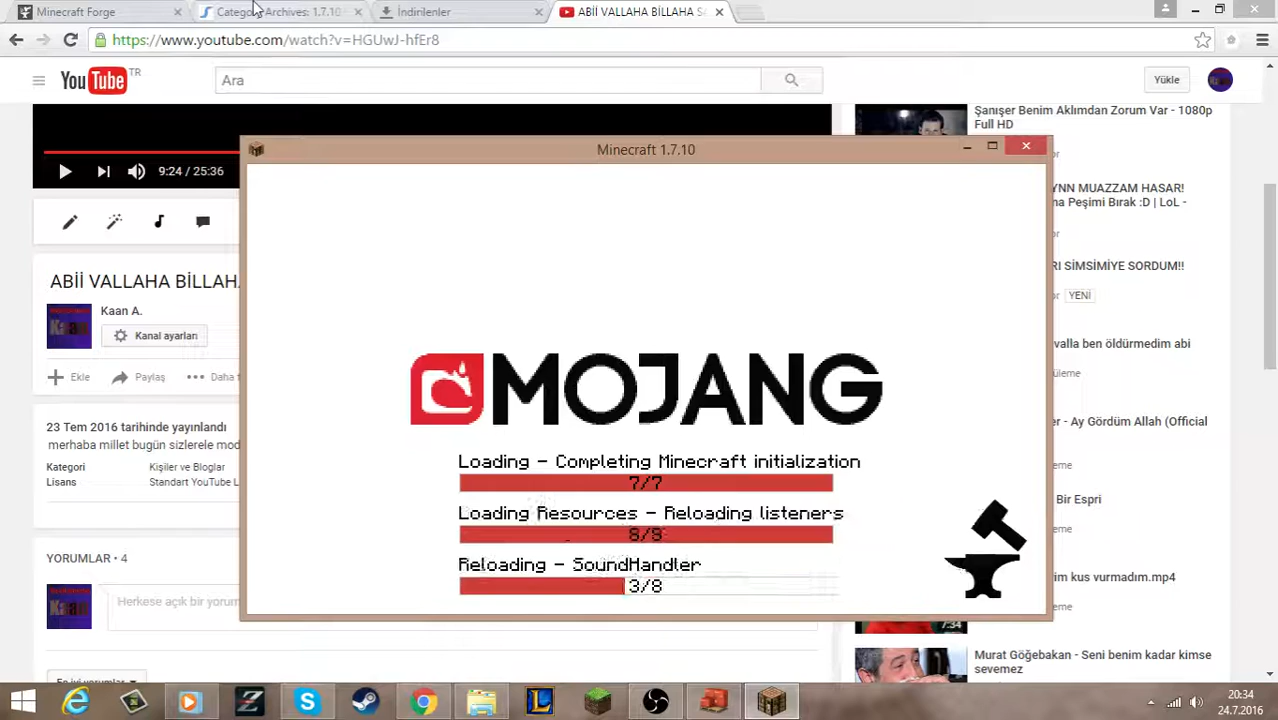 Minecraft Forge
Archives: 1.7.10
İndirilenler
ABİİ VALLAHA BİLLAHA S
https://www.youtube.com/watch?v=HGUwJ-hfEr8
YouTube TR
Ara
Yükle
9:24 / 25:36
Şanışer Benim Aklımdan Zorum Var - 1080p
Full HD
Minecraft 1.7.10
YNN MUAZZAM HASAR!
na Peşimi Bırak :D | LoL -
ABİİ VALLAHA BİLLAH
RI SİMSİMİYE SORDUM!!
YENİ
Kaan A.
Kanal ayarları
valla ben öldürmedim abi
Ekle
Paylaş
Daha f
MOJANG
23 Tem 2016 tarihinde yayınlandı
merhaba millet bugün sizlerele mod
er - Ay Gördüm Allah (Official
Kategori
Kişiler ve Bloglar
Lisans
Standart YouTube L
Loading - Completing Minecraft initialization
7/7
Bir Espri
Loading Resources - Reloading listeners
8/8
YORUMLAR • 4
Reloading - SoundHandler
3/8
im kus vurmadım.mp4
Herkese açık bir yorum
7:34
Murat Göğebakan - Seni benim kadar kimse
sevemez
20:34
24.7.2016